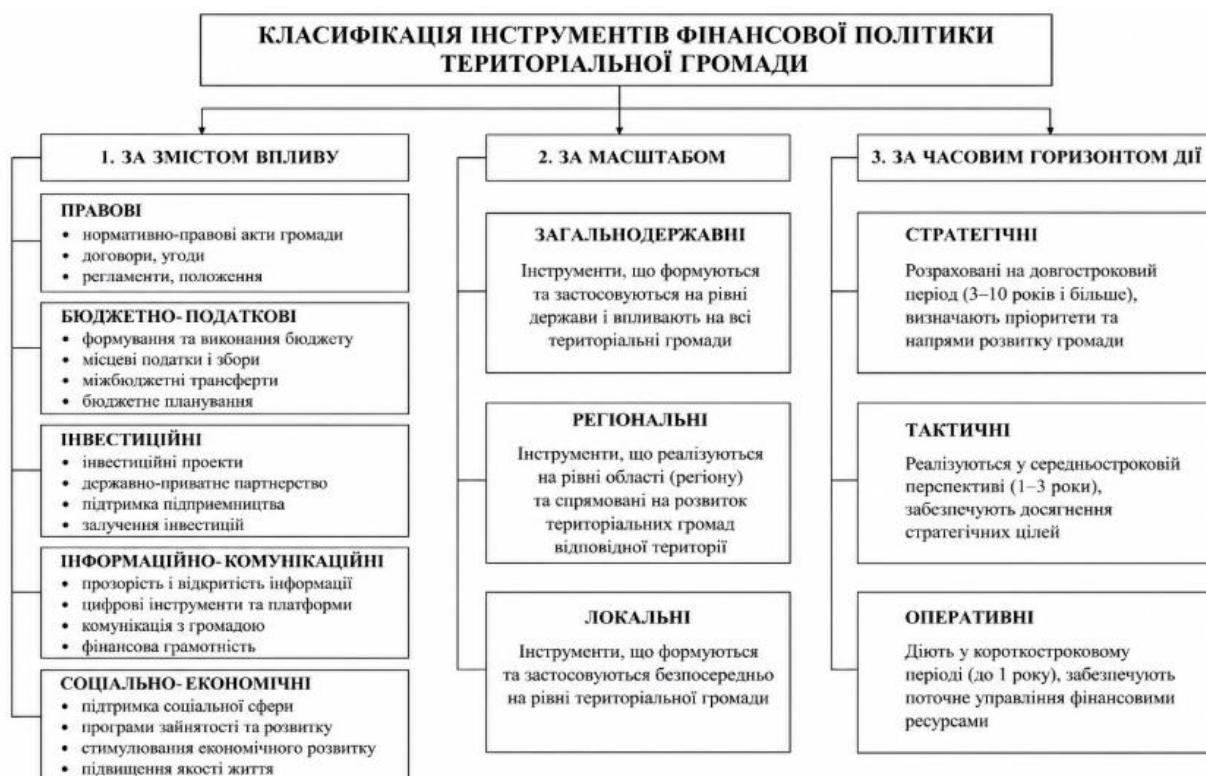 КЛАСИФІКАЦІЯ ІНСТРУМЕНТІВ ФІНАНСОВОЇ ПОЛІТИКИ
ТЕРИТОРІАЛЬНОЇ ГРОМАДИ
1. ЗА ЗМІСТОМ ВПЛИВУ
ПРАВОВІ
• нормативно-правові акти громади
• договори, угоди
• регламенти, положення
БЮДЖЕТНО- ПОДАТКОВІ
• формування та виконання бюджету
• місцеві податки і збори
• міжбюджетні трансферти
• бюджетне планування
ІНВЕСТИЦІЙНІ
• інвестиційні проекти
• державно-приватне партнерство
• підтримка підприємництва
• залучення інвестицій
ІНФОРМАЦІЙНО- КОМУНІКАЦІЙНІ
• прозорість і відкритість інформації
• цифрові інструменти та платформи
• комунікація з громадою
• фінансова грамотність
СОЦІАЛЬНО- ЕКОНОМІЧНІ
• підтримка соціальної сфери
• програми зайнятості та розвитку
• стимулювання економічного розвитку
• підвищення якості життя
2. ЗА МАСШТАБОМ
ЗАГАЛЬНОДЕРЖАВНІ
Інструменти, що формуються
та застосовуються на рівні
держави і впливають на всі
територіальні громади
РЕГІОНАЛЬНІ
Інструменти, що реалізуються
на рівні області (регіону)
та спрямовані на розвиток
територіальних громад
відповідної території
ЛОКАЛЬНІ
Інструменти, що формуються
та застосовуються безпосередньо
на рівні територіальної громади
3. ЗА ЧАСОВИМ ГОРИЗОНТОМ ДІЇ
СТРАТЕГІЧНІ
Розраховані на довгостроковий
період (3–10 років і більше),
визначають пріоритети та
напрями розвитку громади
ТАКТИЧНІ
Реалізуються у середньостроковій
перспективі (1–3 роки),
забезпечують досягнення
стратегічних цілей
ОПЕРАТИВНІ
Діють у короткостроковому
періоді (до 1 року), забезпечують
поточне управління фінансовими
ресурсами